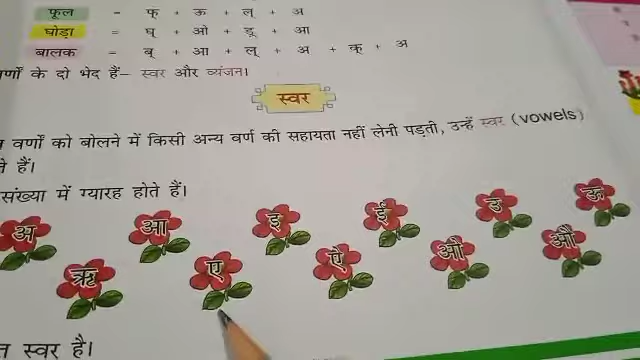 फूल = फ् + ऊ + ल् + अ
घोड़ा = घ् + ओ + ड़् + आ
बालक = ब् + आ + ल् + अ + क् + अ
वर्णों के दो भेद हैं– स्वर और व्यंजन।
स्वर
वर्णों को बोलने में किसी अन्य वर्ण की सहायता नहीं लेनी पड़ती, उन्हें स्वर (vowels)
हैं।
संख्या में ग्यारह होते हैं।
अ आ इ ई उ ऊ
ऋ ए ऐ ओ औ
स्वर है।